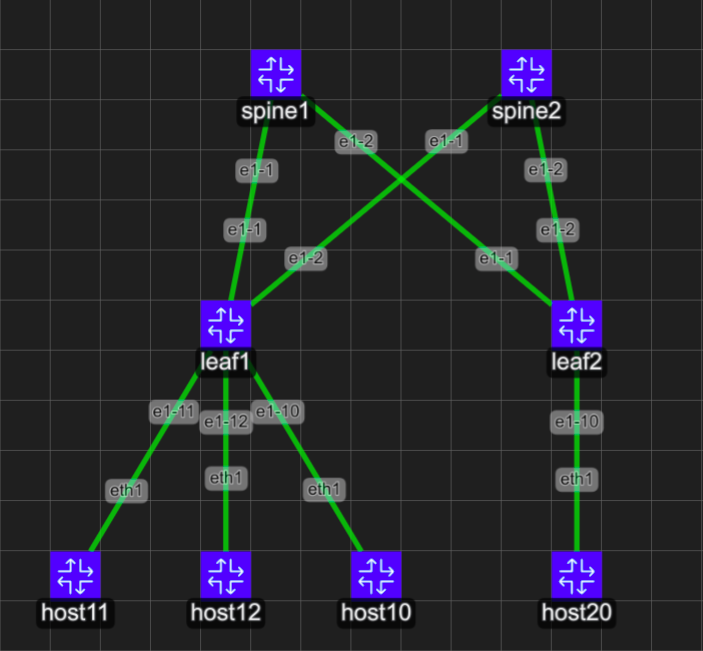 spine1
spine2
e1-2
e1-1
e1-1
e1-2
e1-1
e1-2
e1-2
e1-1
leaf1
leaf2
e1-11
e1-12
e1-10
e1-10
eth1
eth1
eth1
eth1
host11
host12
host10
host20